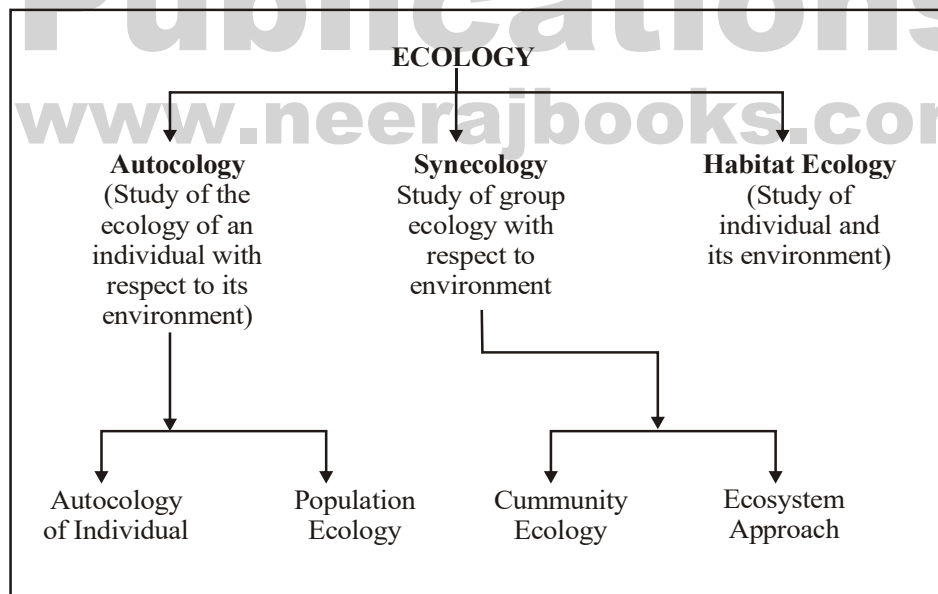 Publications
www.neerajbooks.com
ECOLOGY
Autocology
(Study of the
ecology of an
individual with
respect to its
environment)
Synecology
Study of group
ecology with
respect to
environment
Habitat Ecology
(Study of
individual and
its environment)
Autocology
of Individual
Population
Ecology
Cummunity
Ecology
Ecosystem
Approach